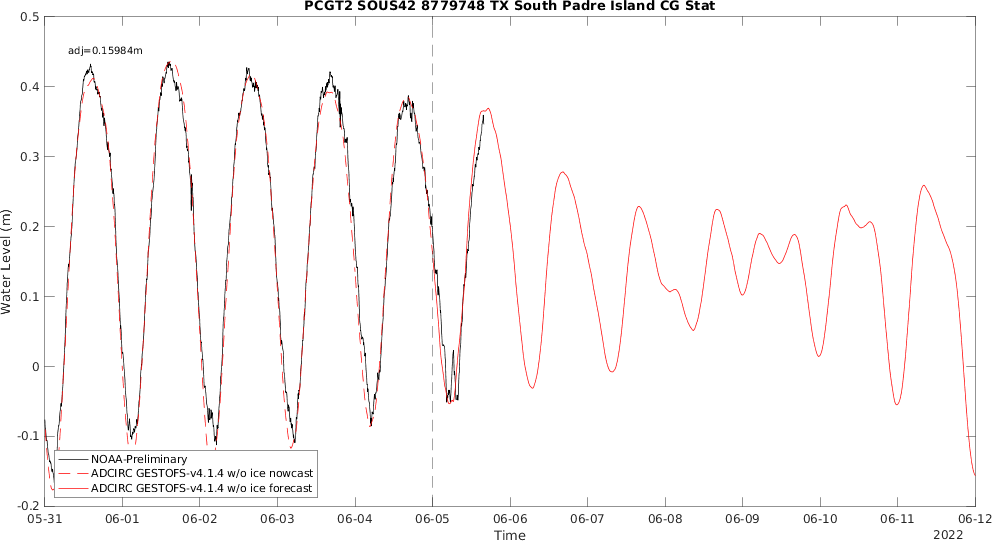 PCGT2 SOUS42 8779748 TX South Padre Island CG Stat
adj=0.15984m
0.5
0.4
0.3
0.2
0.1
0
-0.1
-0.2
Water Level (m)
NOAA-Preliminary
ADCIRC GESTOFS-v4.1.4 w/o ice nowcast
ADCIRC GESTOFS-v4.1.4 w/o ice forecast
05-31 06-01 06-02 06-03 06-04 06-05 06-06 06-07 06-08 06-09 06-10 06-11 06-12
Time
2022